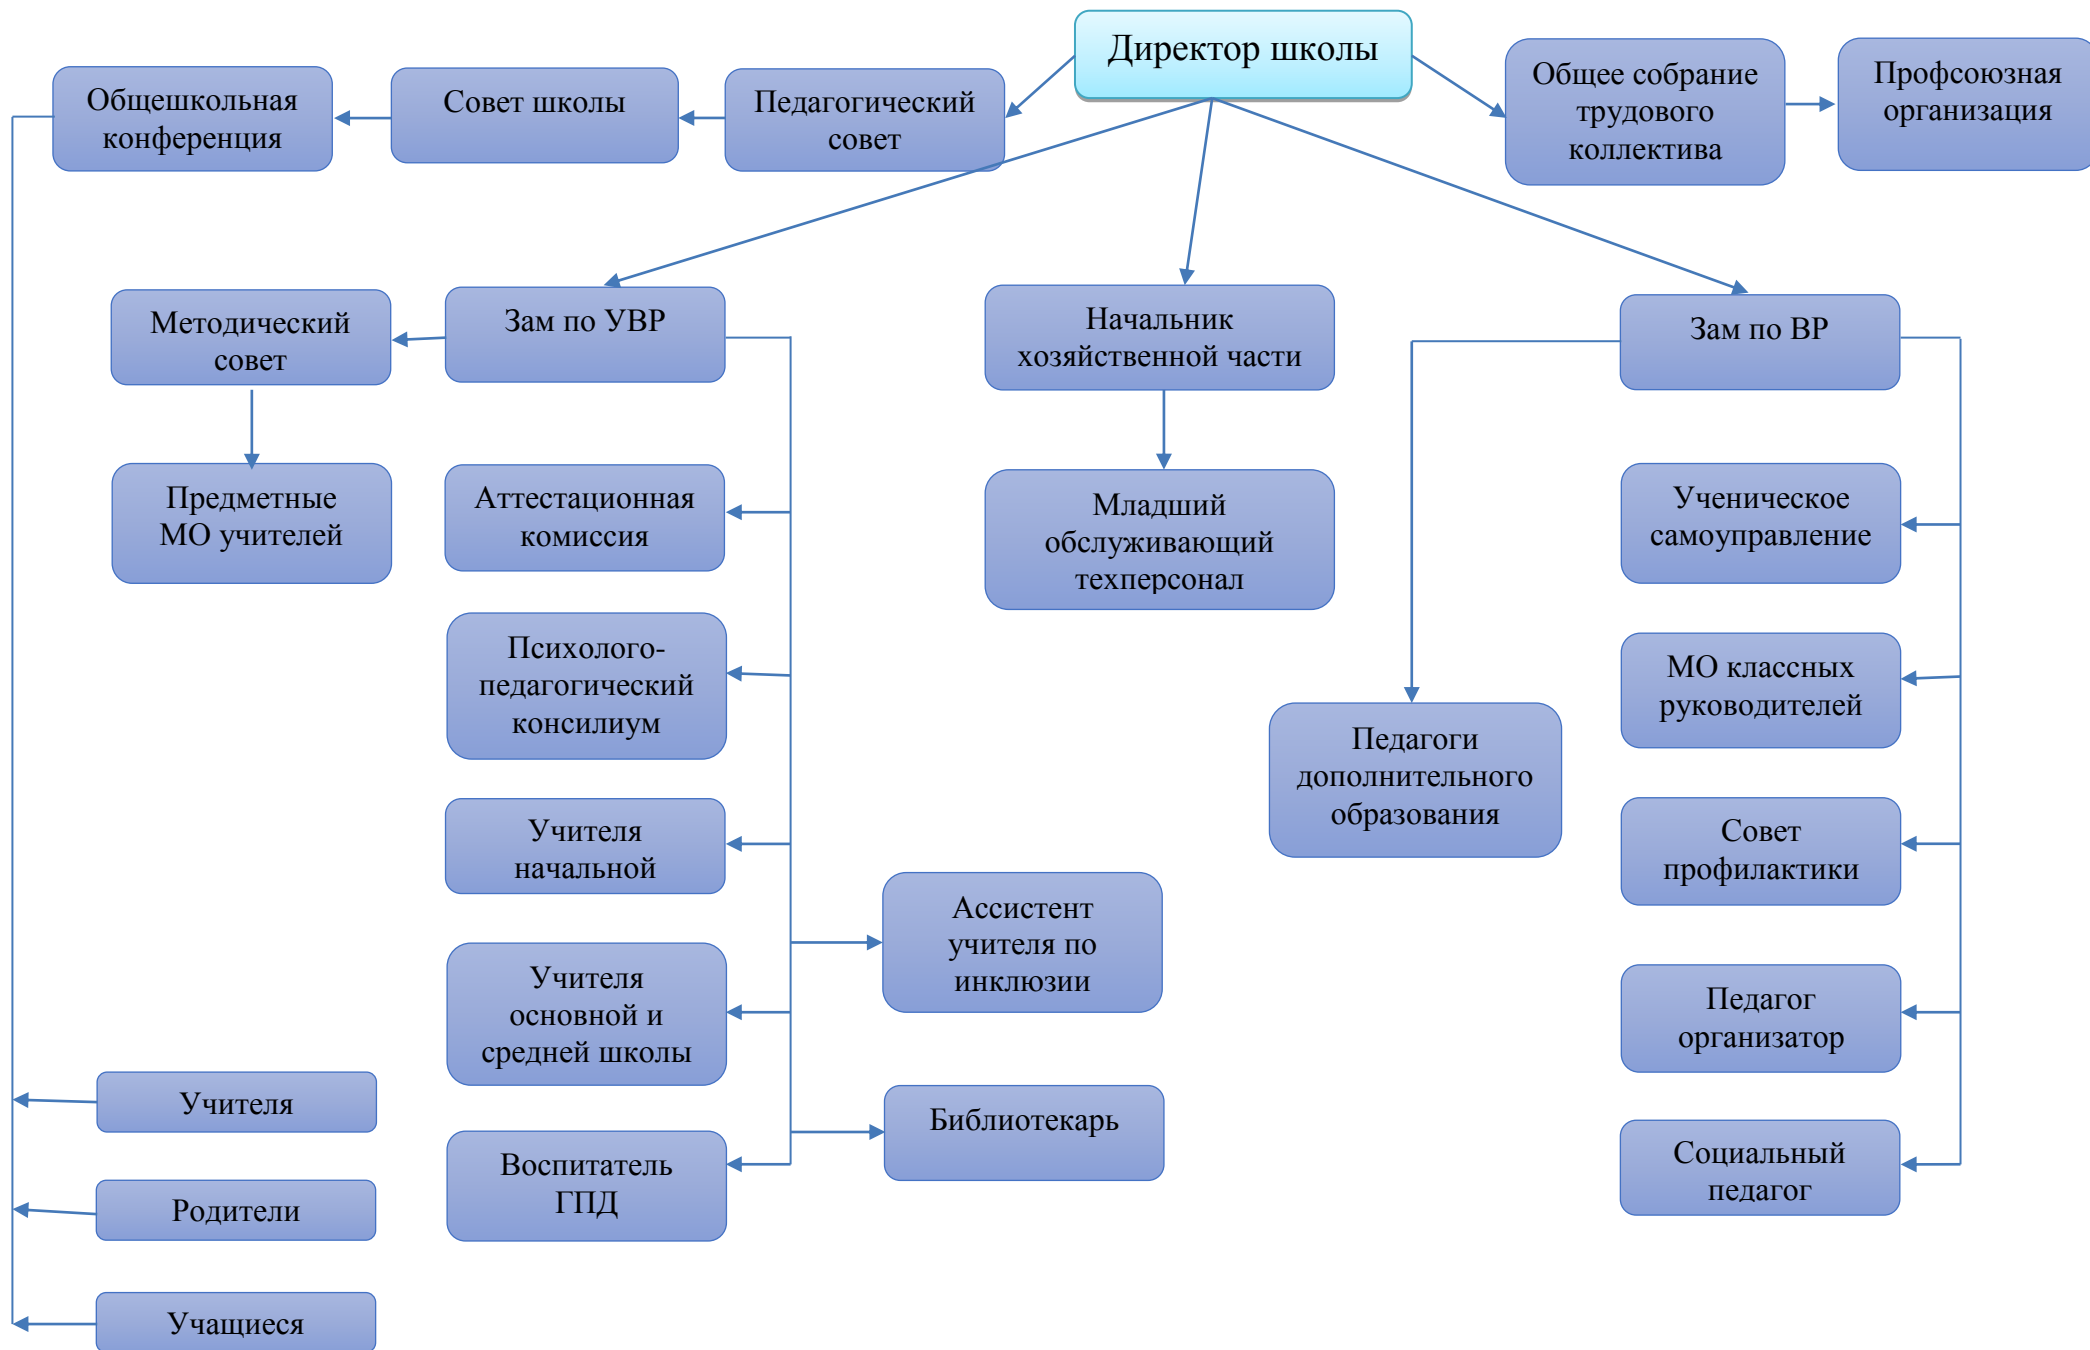 Директор школы
Общешкольная
конференция
Совет школы
Педагогический
совет
Общее собрание
трудового
коллектива
Профсоюзная
организация
Методический
совет
Зам по УВР
Начальник
хозяйственной части
Зам по ВР
Предметные
МО учителей
Аттестационная
комиссия
Младший
обслуживающий
техперсонал
Ученическое
самоуправление
Психолого-
педагогический
консилиум
МО классных
руководителей
Педагоги
дополнительного
образования
Учителя
начальной
Совет
профилактики
Ассистент
учителя по
инклюзии
Учителя
основной и
средней школы
Педагог
организатор
Учителя
Библиотекарь
Воспитатель
ГПД
Социальный
педагог
Родители
Учащиеся